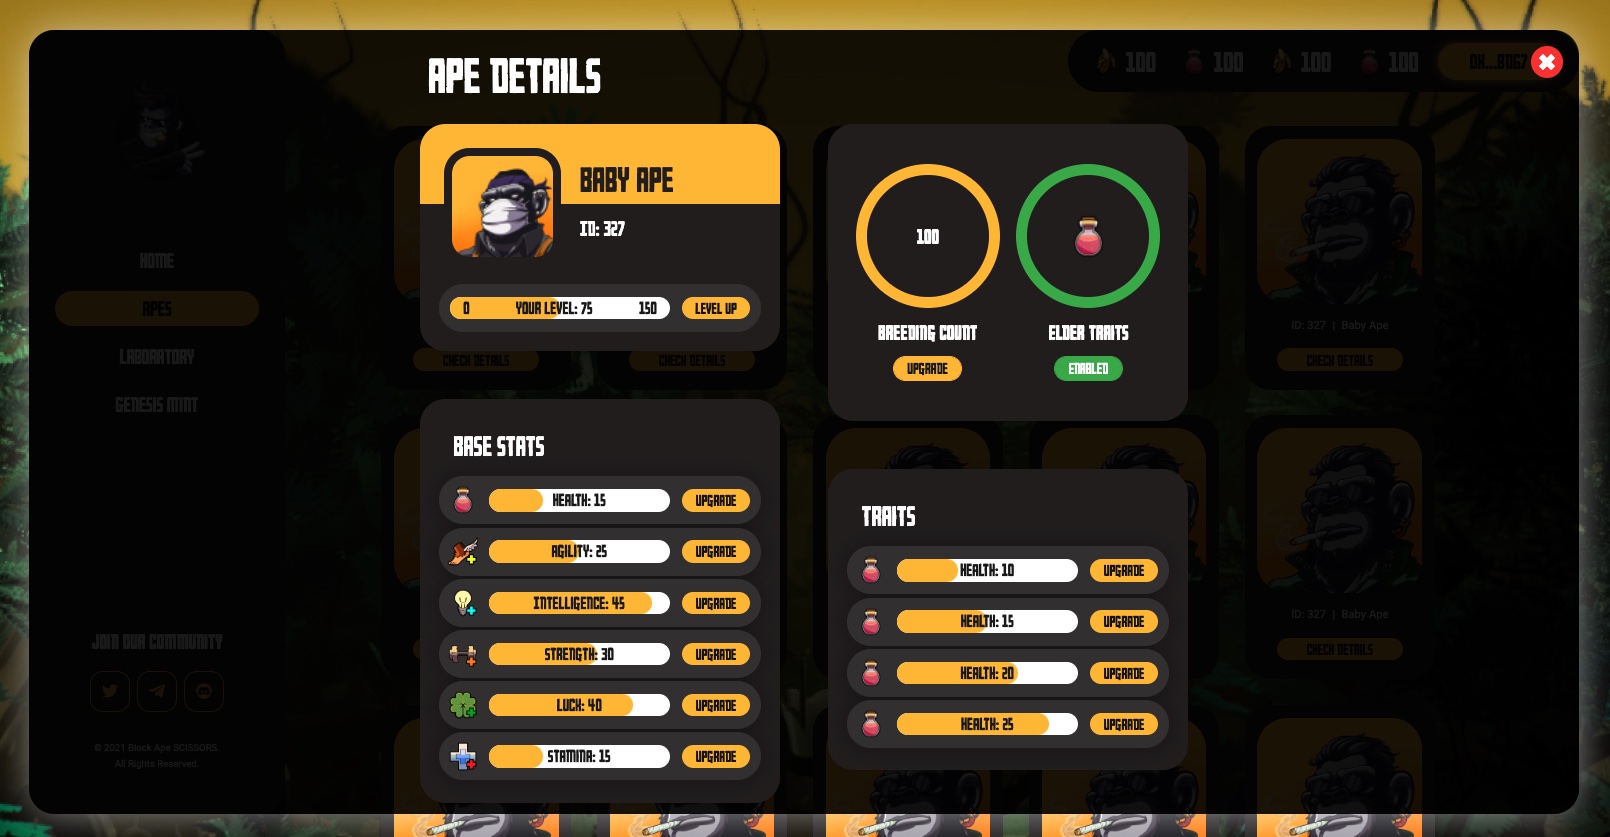 APE DETAILS
100
100
100
100
0X...B0G7
BABY APE
ID: 327
0
YOUR LEVEL: 75
150
LEVEL UP
100
BREEDING COUNT
ELDER TRAITS
UPGRADE
ENABLED
BASE STATS
HEALTH: 15
UPGRADE
AGILITY: 25
UPGRADE
INTELLIGENCE: 45
UPGRADE
STRENGTH: 30
UPGRADE
LUCK: 40
UPGRADE
STAMINA: 15
UPGRADE
TRAITS
HEALTH: 10
UPGRADE
HEALTH: 15
UPGRADE
HEALTH: 20
UPGRADE
HEALTH: 25
UPGRADE
HOME
APES
LABORARTORY
GENESIS MINT
JOIN OUR COMMUNITY
© 2021 Block Ape SCISSORS.
All Rights Reserved.
CHECK DETAILS
CHECK DETAILS
ID: 327 | Baby Ape
CHECK DETAILS
ID: 327 | Baby Ape
CHECK DETAILS